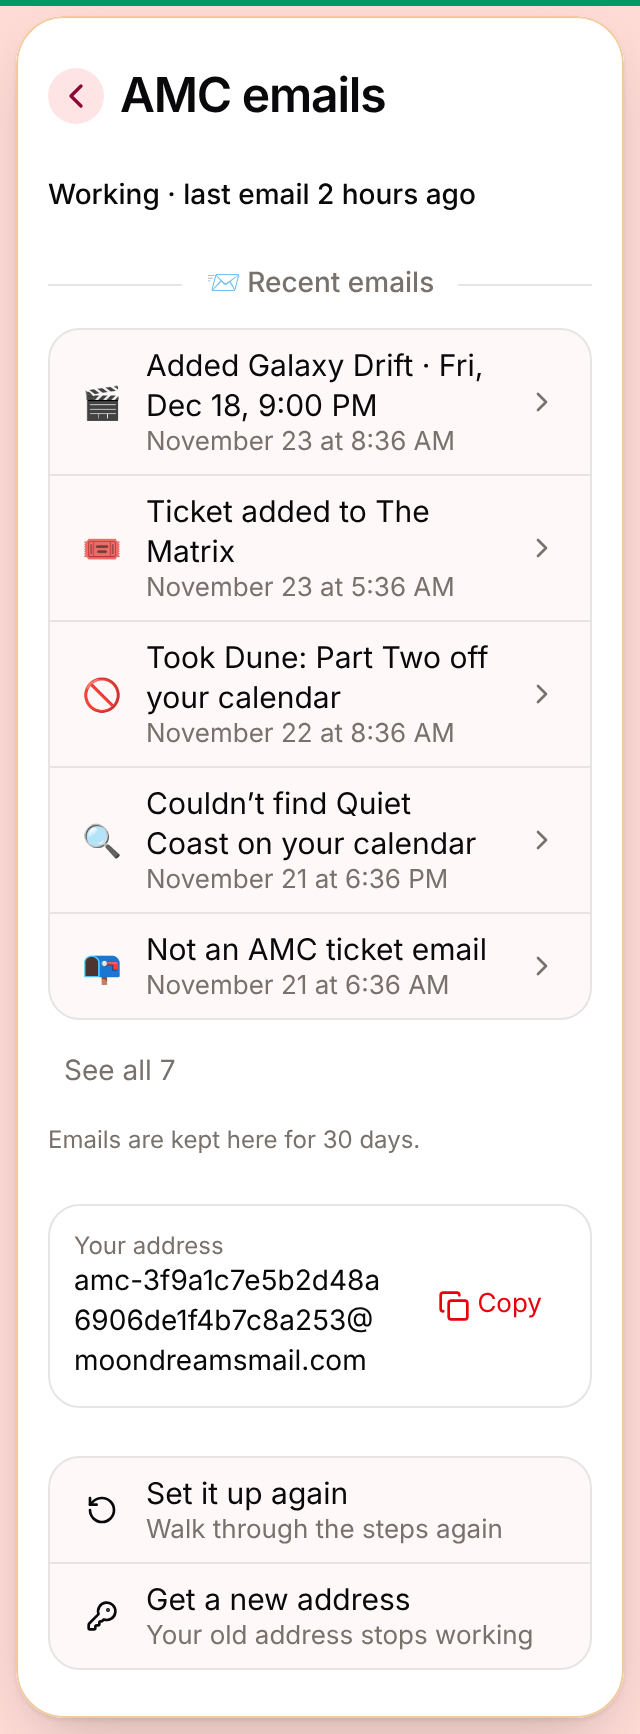 AMC emails
Working · last email 2 hours ago
Recent emails
Added Galaxy Drift · Fri,
Dec 18, 9:00 PM
November 23 at 8:36 AM
Ticket added to The
Matrix
November 23 at 5:36 AM
Took Dune: Part Two off
your calendar
November 22 at 8:36 AM
Couldn’t find Quiet
Coast on your calendar
November 21 at 6:36 PM
Not an AMC ticket email
November 21 at 6:36 AM
See all 7
Emails are kept here for 30 days.
Your address
amc-3f9a1c7e5b2d48a
6906de1f4b7c8a253@
moondreamsmail.com
Copy
Set it up again
Walk through the steps again
Get a new address
Your old address stops working